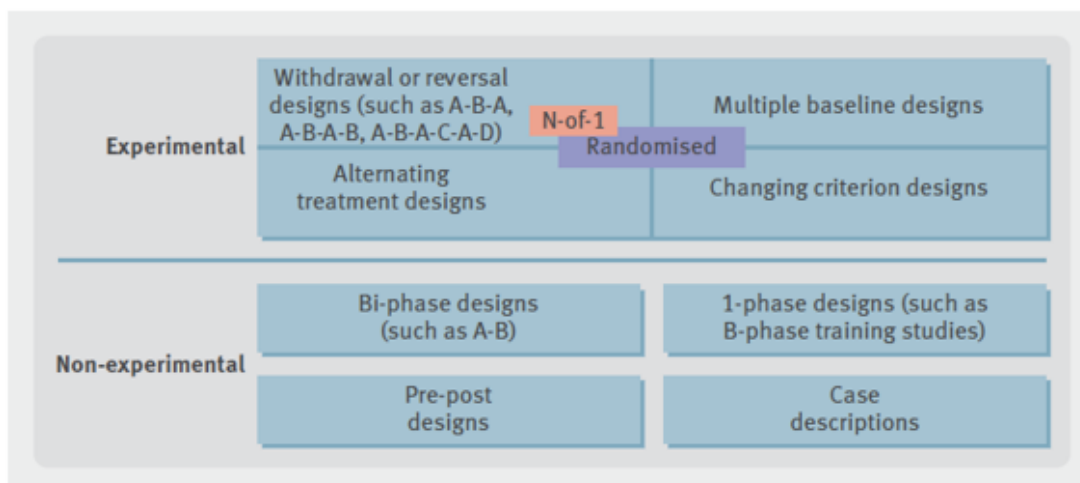 Experimental
Withdrawal or reversal
designs (such as A-B-A,
A-B-A-B, A-B-A-C-A-D)
N-of-1
Randomised
Multiple baseline designs
Alternating
treatment designs
Changing criterion designs
Non-experimental
Bi-phase designs
(such as A-B)
1-phase designs (such as
B-phase training studies)
Pre-post
designs
Case
descriptions